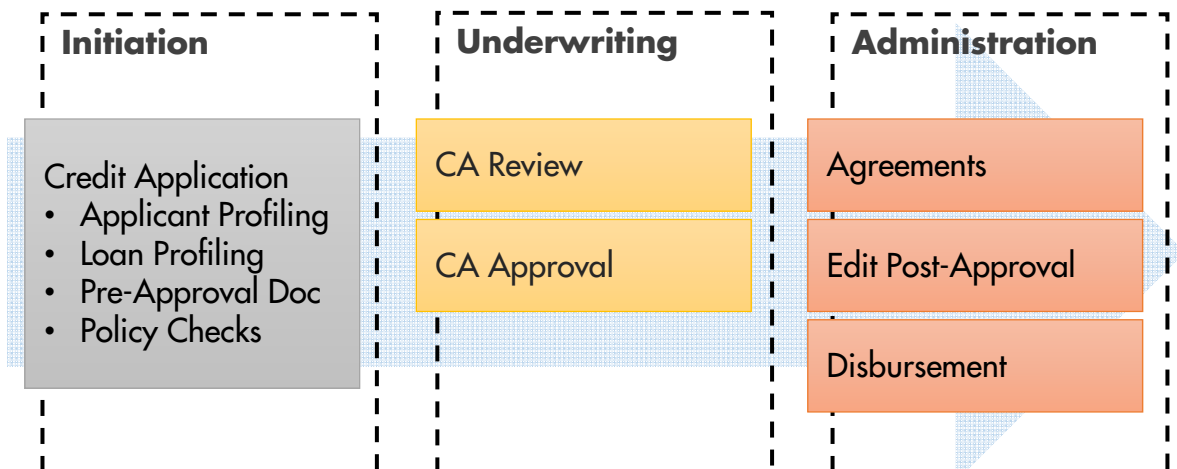 Initiation
Credit Application
• Applicant Profiling
• Loan Profiling
• Pre-Approval Doc
• Policy Checks
Underwriting
CA Review
CA Approval
Administration
Agreements
Edit Post-Approval
Disbursement